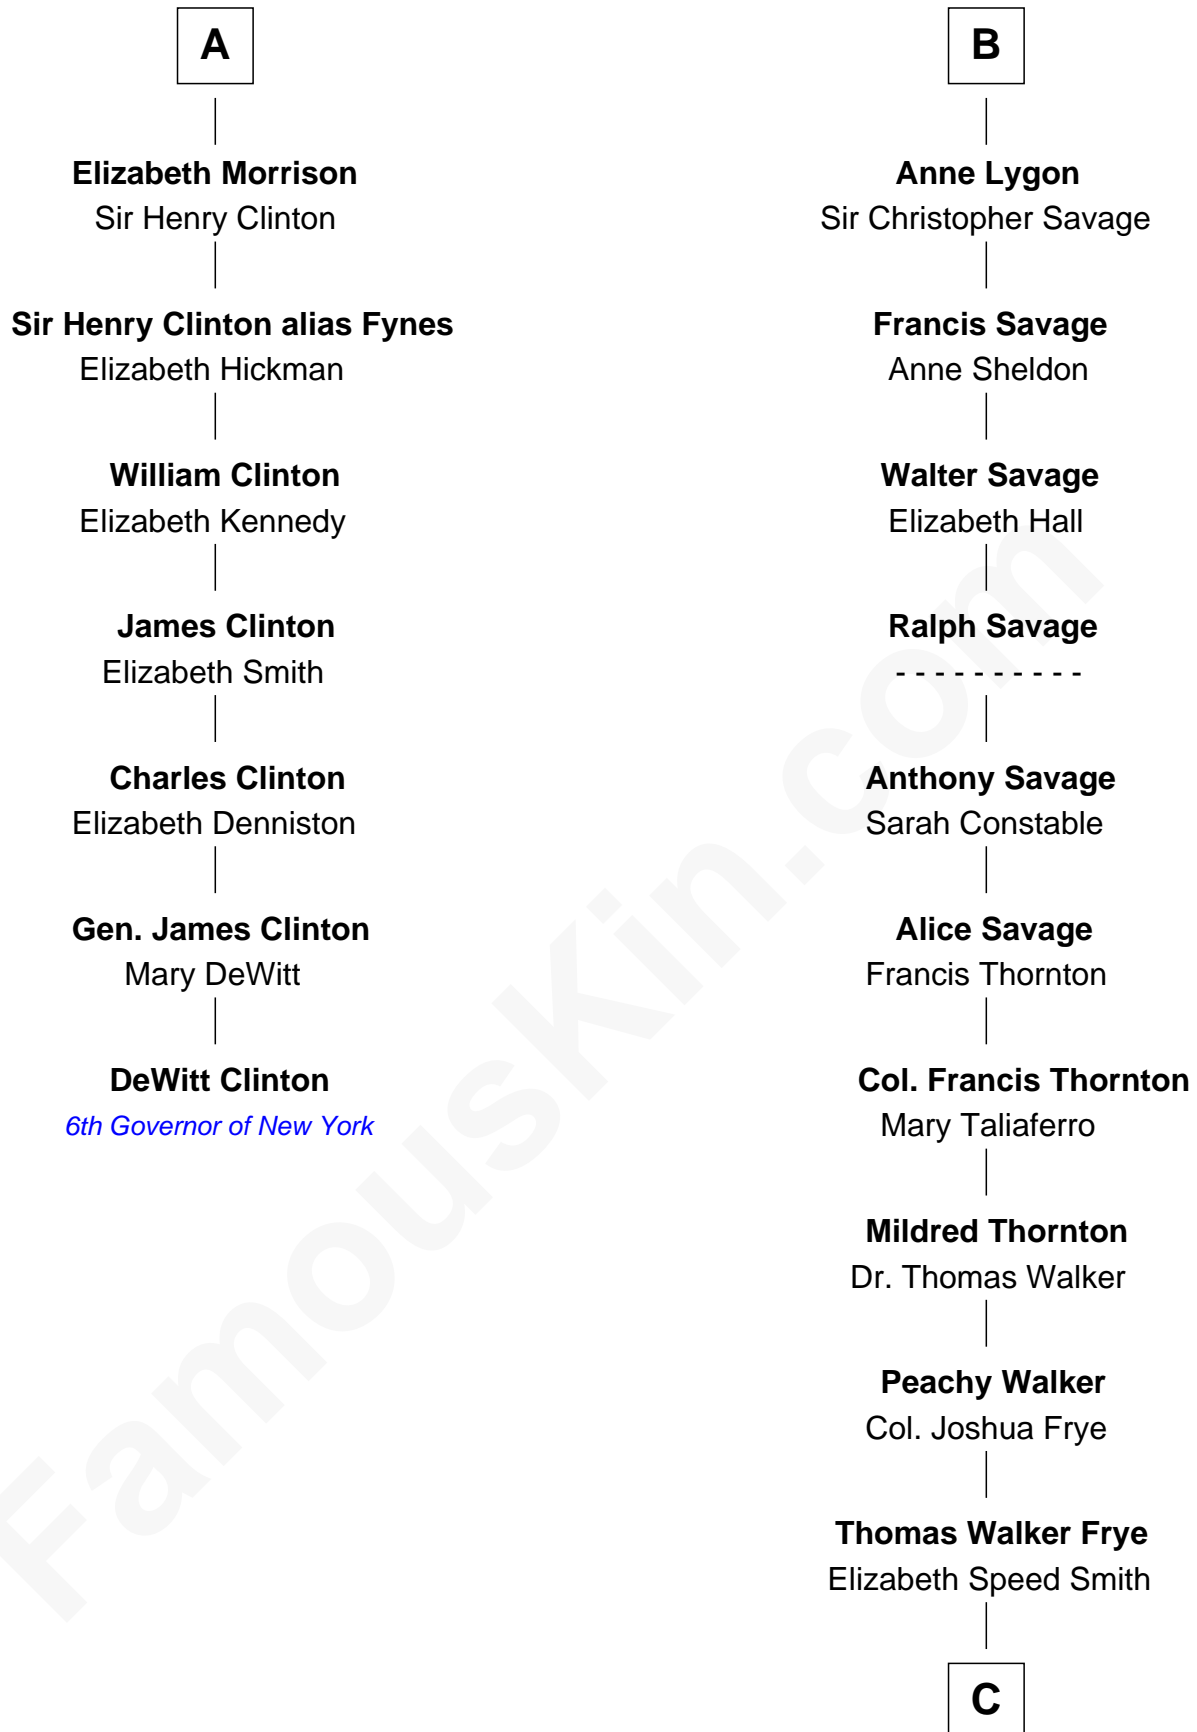 A
Elizabeth Morrison
Sir Henry Clinton
Sir Henry Clinton alias Fynes
Elizabeth Hickman
William Clinton
Elizabeth Kennedy
James Clinton
Elizabeth Smith
Charles Clinton
Elizabeth Denniston
Gen. James Clinton
Mary DeWitt
DeWitt Clinton
6th Governor of New York
B
Anne Lygon
Sir Christopher Savage
Francis Savage
Anne Sheldon
Walter Savage
Elizabeth Hall
Ralph Savage
- - - - - - - - - -
Anthony Savage
Sarah Constable
Alice Savage
Francis Thornton
Col. Francis Thornton
Mary Taliaferro
Mildred Thornton
Dr. Thomas Walker
Peachy Walker
Col. Joshua Frye
Thomas Walker Frye
Elizabeth Speed Smith
C
FamousKin.com